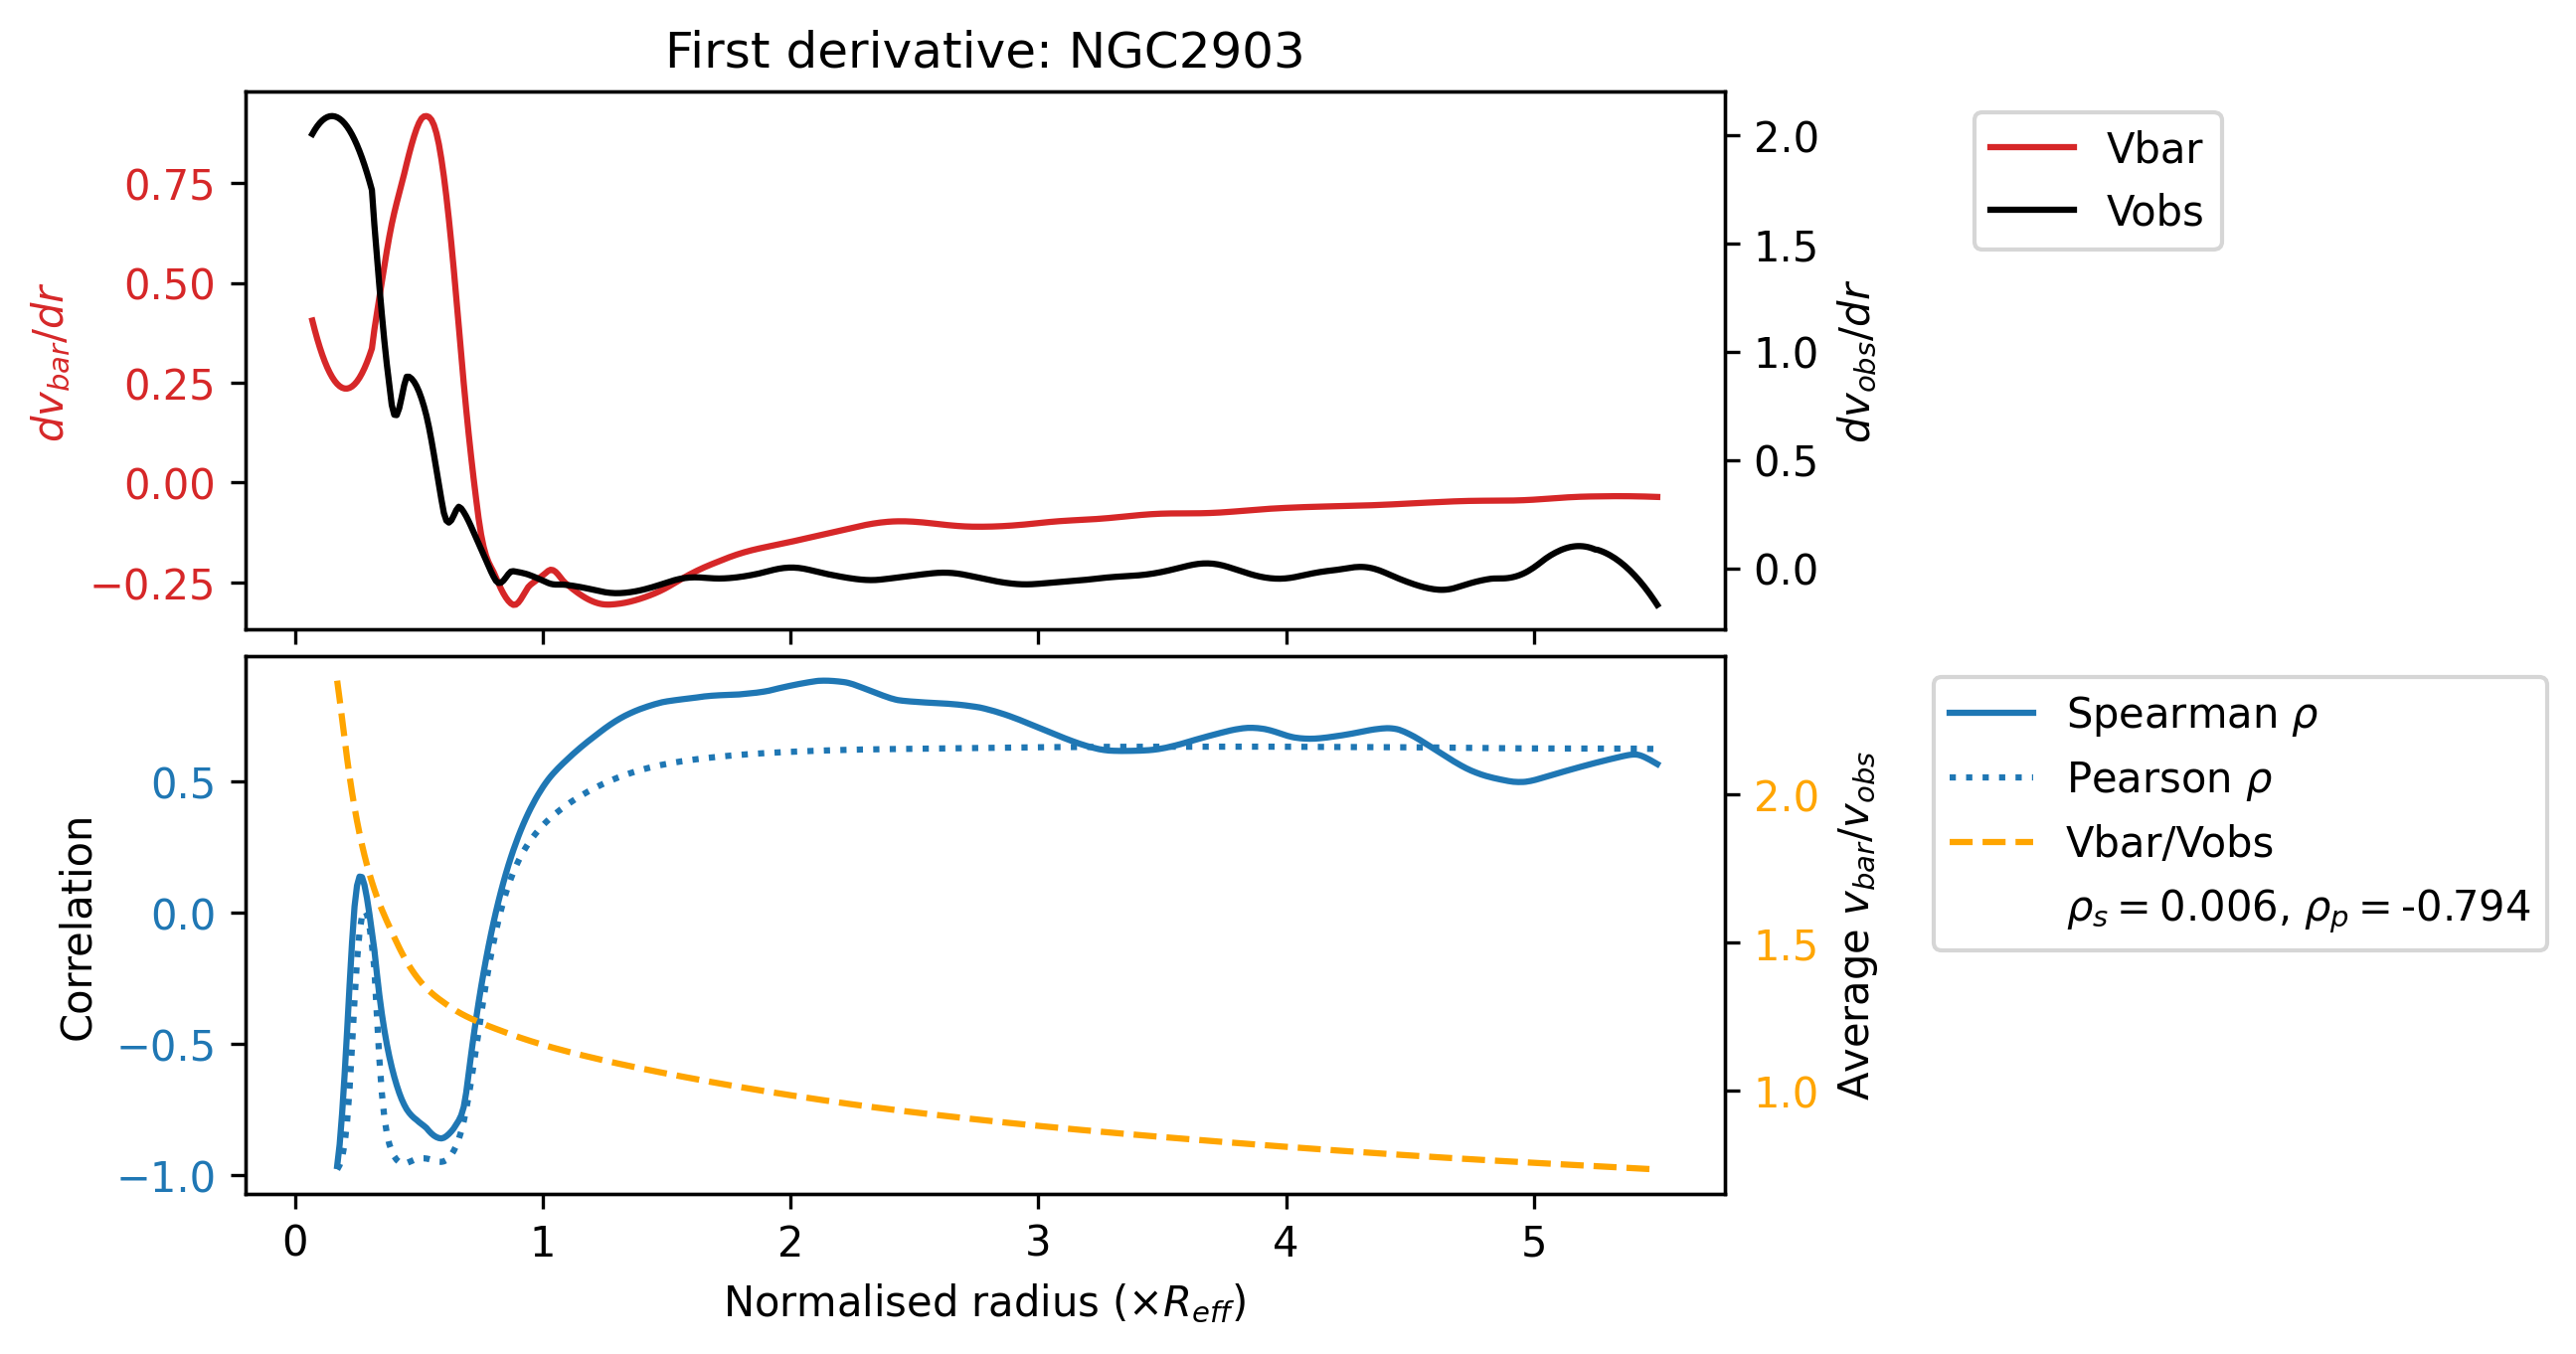 First derivative: NGC2903
0.75
0.50
0.25
0.00
−0.25
dv_bar/dr
2.0
1.5
1.0
0.5
0.0
dv_obs/dr
Vbar
Vobs
0.5
0.0
−0.5
−1.0
Correlation
2.0
1.5
1.0
Average v_bar/v_obs
Spearman ρ
Pearson ρ
Vbar/Vobs
ρ_s = 0.006, ρ_p = -0.794
0 1 2 3 4 5
Normalised radius (×R_eff)